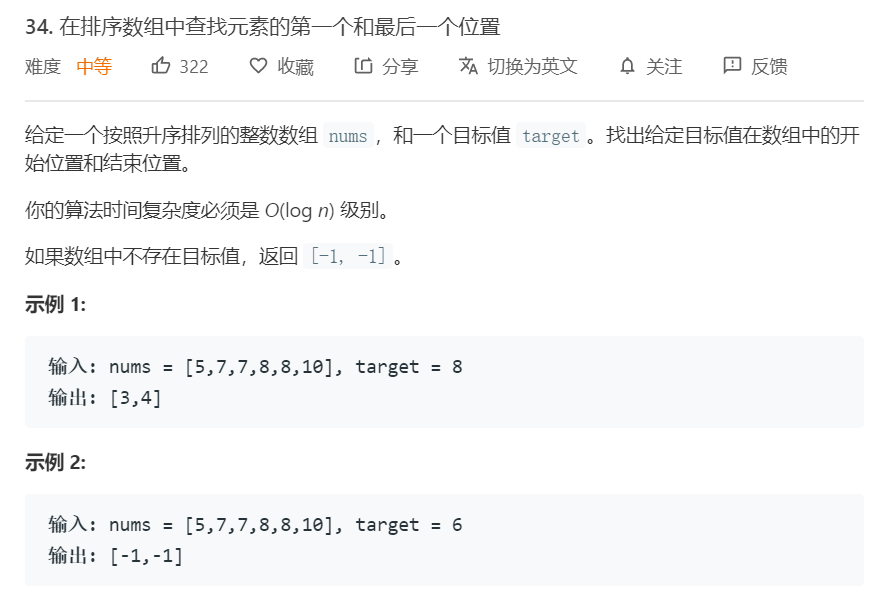 34. 在排序数组中查找元素的第一个和最后一个位置
难度 中等 322 收藏 分享 切换为英文 关注 反馈
给定一个按照升序排列的整数数组 nums，和一个目标值 target。找出给定目标值在数组中的开
始位置和结束位置。
你的算法时间复杂度必须是 O(log n) 级别。
如果数组中不存在目标值，返回 [-1, -1]。
示例 1:
输入: nums = [5,7,7,8,8,10], target = 8
输出: [3,4]
示例 2:
输入: nums = [5,7,7,8,8,10], target = 6
输出: [-1,-1]